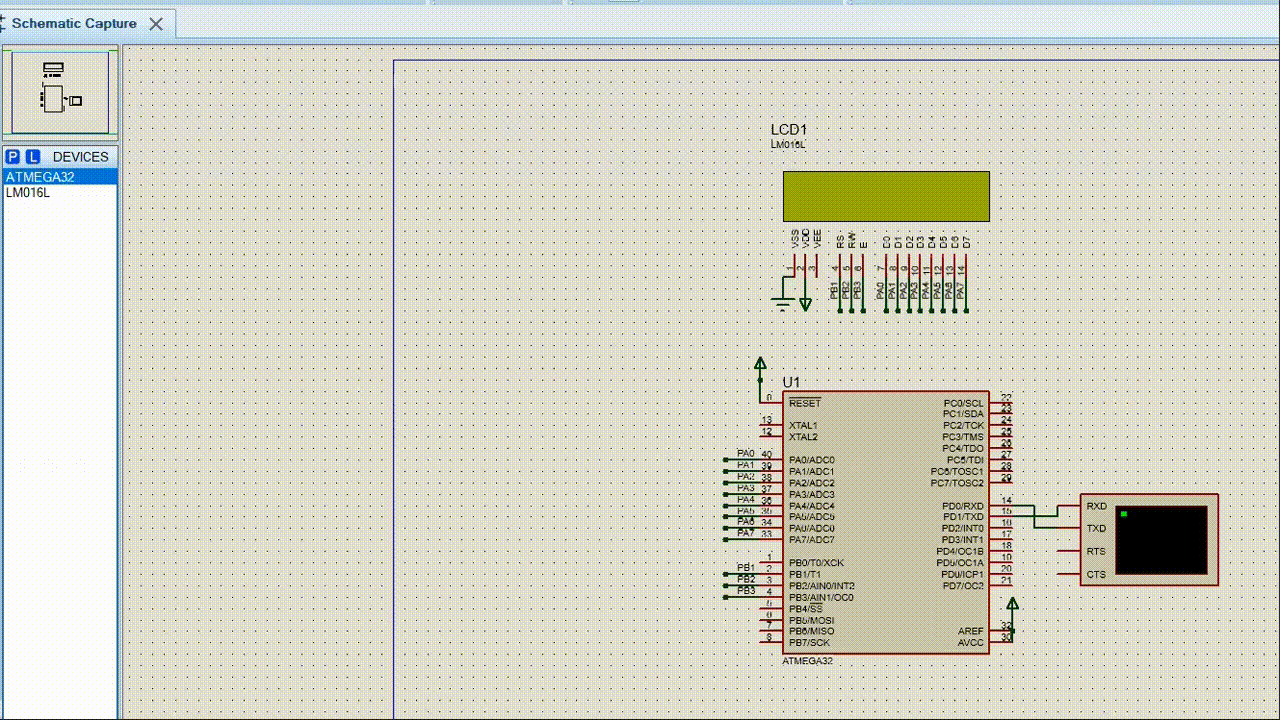 Schematic Capture
P L DEVICES
ATMEGA32
LM016L
LCD1
LM016L
VSS VDD VEE RS RW E D0 D1 D2 D3 D4 D5 D6 D7
1 2 3 4 5 6 7 8 9 10 11 12 13 14
PB1 PB2 PB3 PA0 PA1 PA2 PA3 PA4 PA5 PA6 PA7
U1
RESET PC0/SCL 22
PC1/SDA 23
13 XTAL1 PC2/TCK 24
12 XTAL2 PC3/TMS 25
PC4/TDO 26
PA0 40 PA0/ADC0 PC5/TDI 27
PA1 39 PA1/ADC1 PC6/TOSC1 28
PA2 38 PA2/ADC2 PC7/TOSC2 29
PA3 37 PA3/ADC3
PA4 36 PA4/ADC4 PD0/RXD 14 RXD
PA5 35 PA5/ADC5 PD1/TXD 15
PA6 34 PA6/ADC6 PD2/INT0 16 TXD
PA7 33 PA7/ADC7 PD3/INT1 17
PD4/OC1B 18 RTS
1 PB0/T0/XCK PD5/OC1A 19
PB1 2 PB1/T1 PD6/ICP1 20 CTS
PB2 3 PB2/AIN0/INT2 PD7/OC2 21
PB3 4 PB3/AIN1/OC0
5 PB4/SS
PB5/MOSI
7 PB6/MISO AREF 32
8 PB7/SCK AVCC 30
ATMEGA32